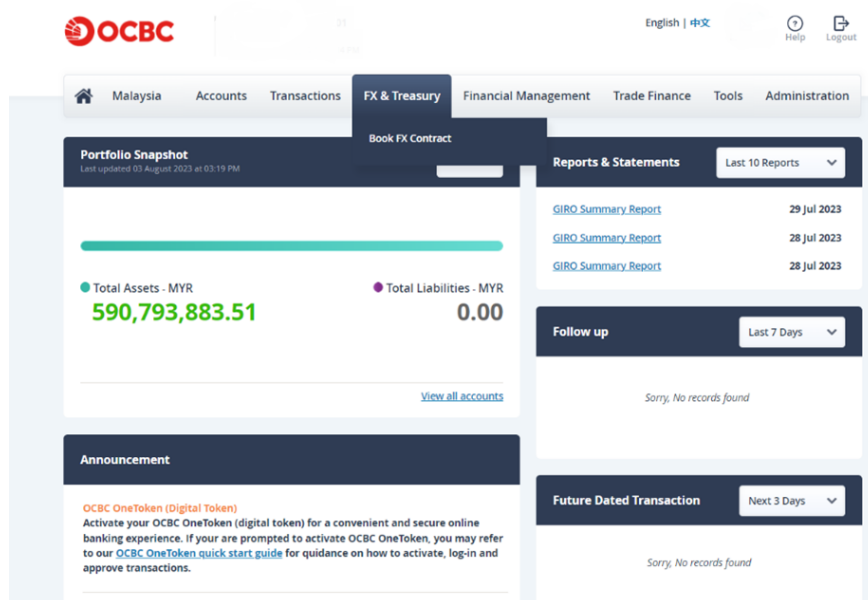 OCBC
English | 中文
Help
Logout
Malaysia
Accounts
Transactions
FX & Treasury
Financial Management
Trade Finance
Tools
Administration
Book FX Contract
Portfolio Snapshot
Last updated 03 August 2023 at 03:19 PM
Total Assets - MYR
590,793,883.51
Total Liabilities - MYR
0.00
View all accounts
Reports & Statements
Last 10 Reports
GIRO Summary Report
29 Jul 2023
GIRO Summary Report
28 Jul 2023
GIRO Summary Report
28 Jul 2023
Follow up
Last 7 Days
Sorry, No records found
Announcement
OCBC OneToken (Digital Token)
Activate your OCBC OneToken (digital token) for a convenient and secure online
banking experience. If your are prompted to activate OCBC OneToken, you may refer
to our OCBC OneToken quick start guide for quidance on how to activate, log-in and
approve transactions.
Future Dated Transaction
Next 3 Days
Sorry, No records found